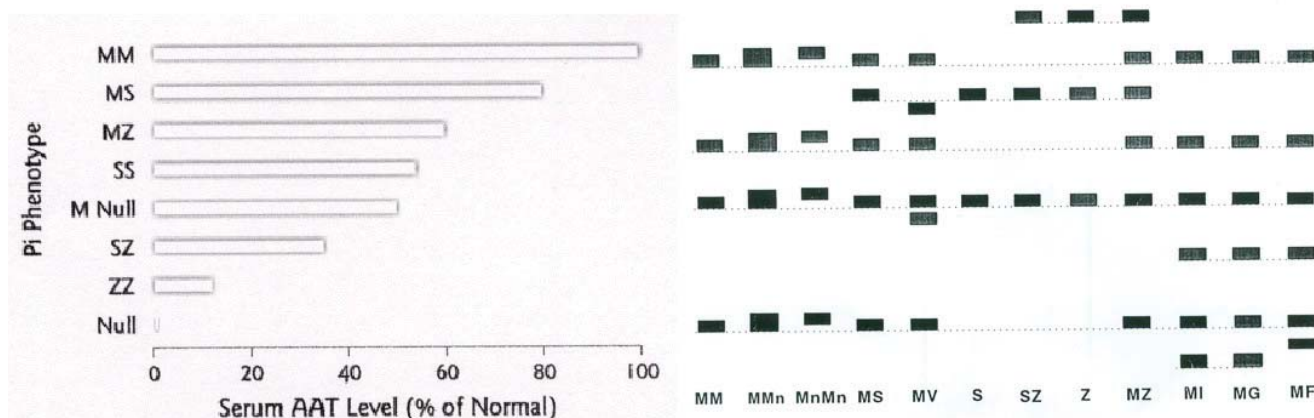 Pi Phenotype
MM
MS
MZ
SS
M Null
SZ
ZZ
Null
0 20 40 60 80 100
Serum AAT Level (% of Normal)
MM MMn MnMn MS MV S SZ Z MZ MI MG MF